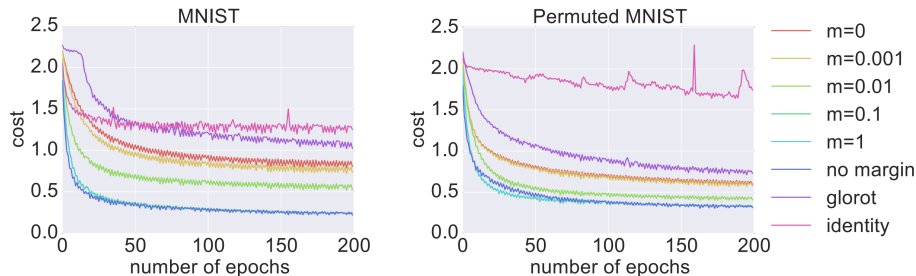 MNIST
2.5
2.0
1.5
1.0
0.5
0.0
cost
0 50 100 150 200
number of epochs
Permuted MNIST
2.5
2.0
1.5
1.0
0.5
0.0
cost
0 50 100 150 200
number of epochs
m=0
m=0.001
m=0.01
m=0.1
m=1
no margin
glorot
identity